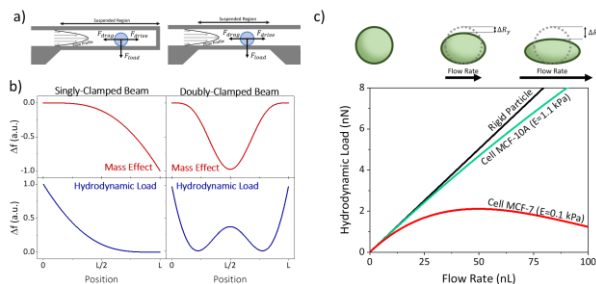 a)
Suspended Region
Suspended Region
F_drag
F_drive
F_drag
F_drive
F_load
F_load
b)
Singly-Clamped Beam
Doubly-Clamped Beam
Δf (a.u.)
0.0
-0.5
-1.0
Mass Effect
Mass Effect
Δf (a.u.)
1.0
0.5
0.0
Hydrodynamic Load
Hydrodynamic Load
0
L/2
L
0
L/2
L
Position
Position
c)
ΔR_y
Flow Rate
Flow Rate
Hydrodynamic Load (nN)
8
6
4
2
0
Rigid Particle
Cell MCF-10A (E=1.1 kPa)
Cell MCF-7 (E=0.1 kPa)
0
25
50
75
100
Flow Rate (nL)